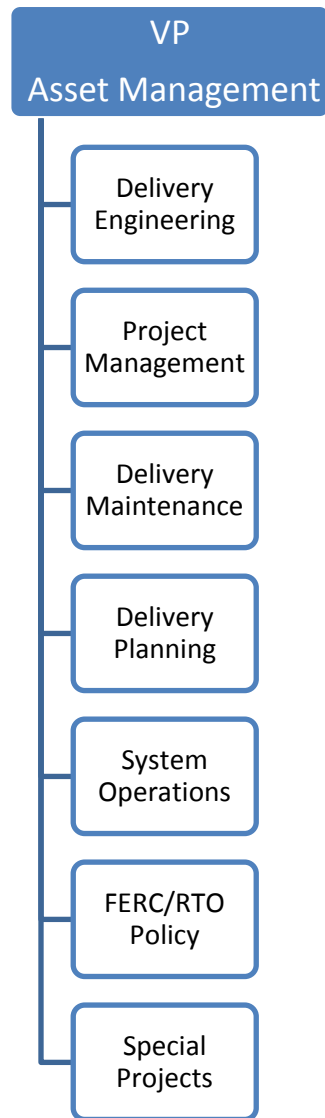 VP
Asset Management
Delivery
Engineering
Project
Management
Delivery
Maintenance
Delivery
Planning
System
Operations
FERC/RTO
Policy
Special
Projects